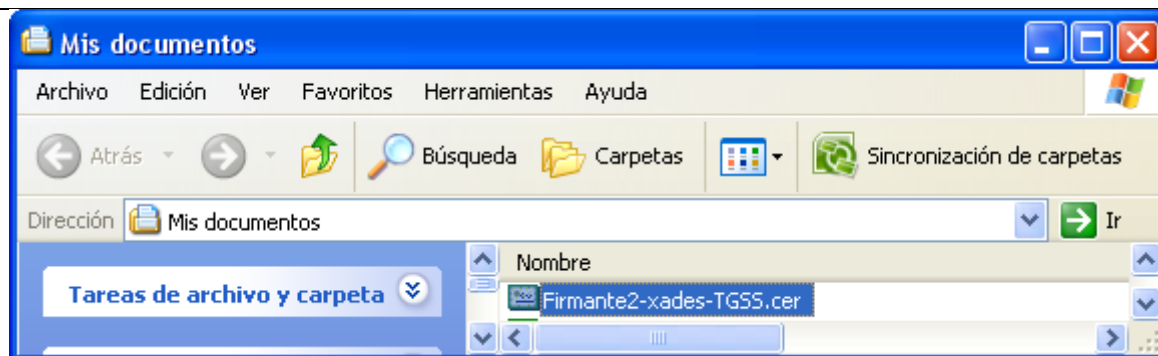 Mis documentos
Archivo Edición Ver Favoritos Herramientas Ayuda
Atrás Búsqueda Carpetas Sincronización de carpetas
Dirección Mis documentos Ir
Nombre
Tareas de archivo y carpeta Firmante2-xades-TGSS.cer